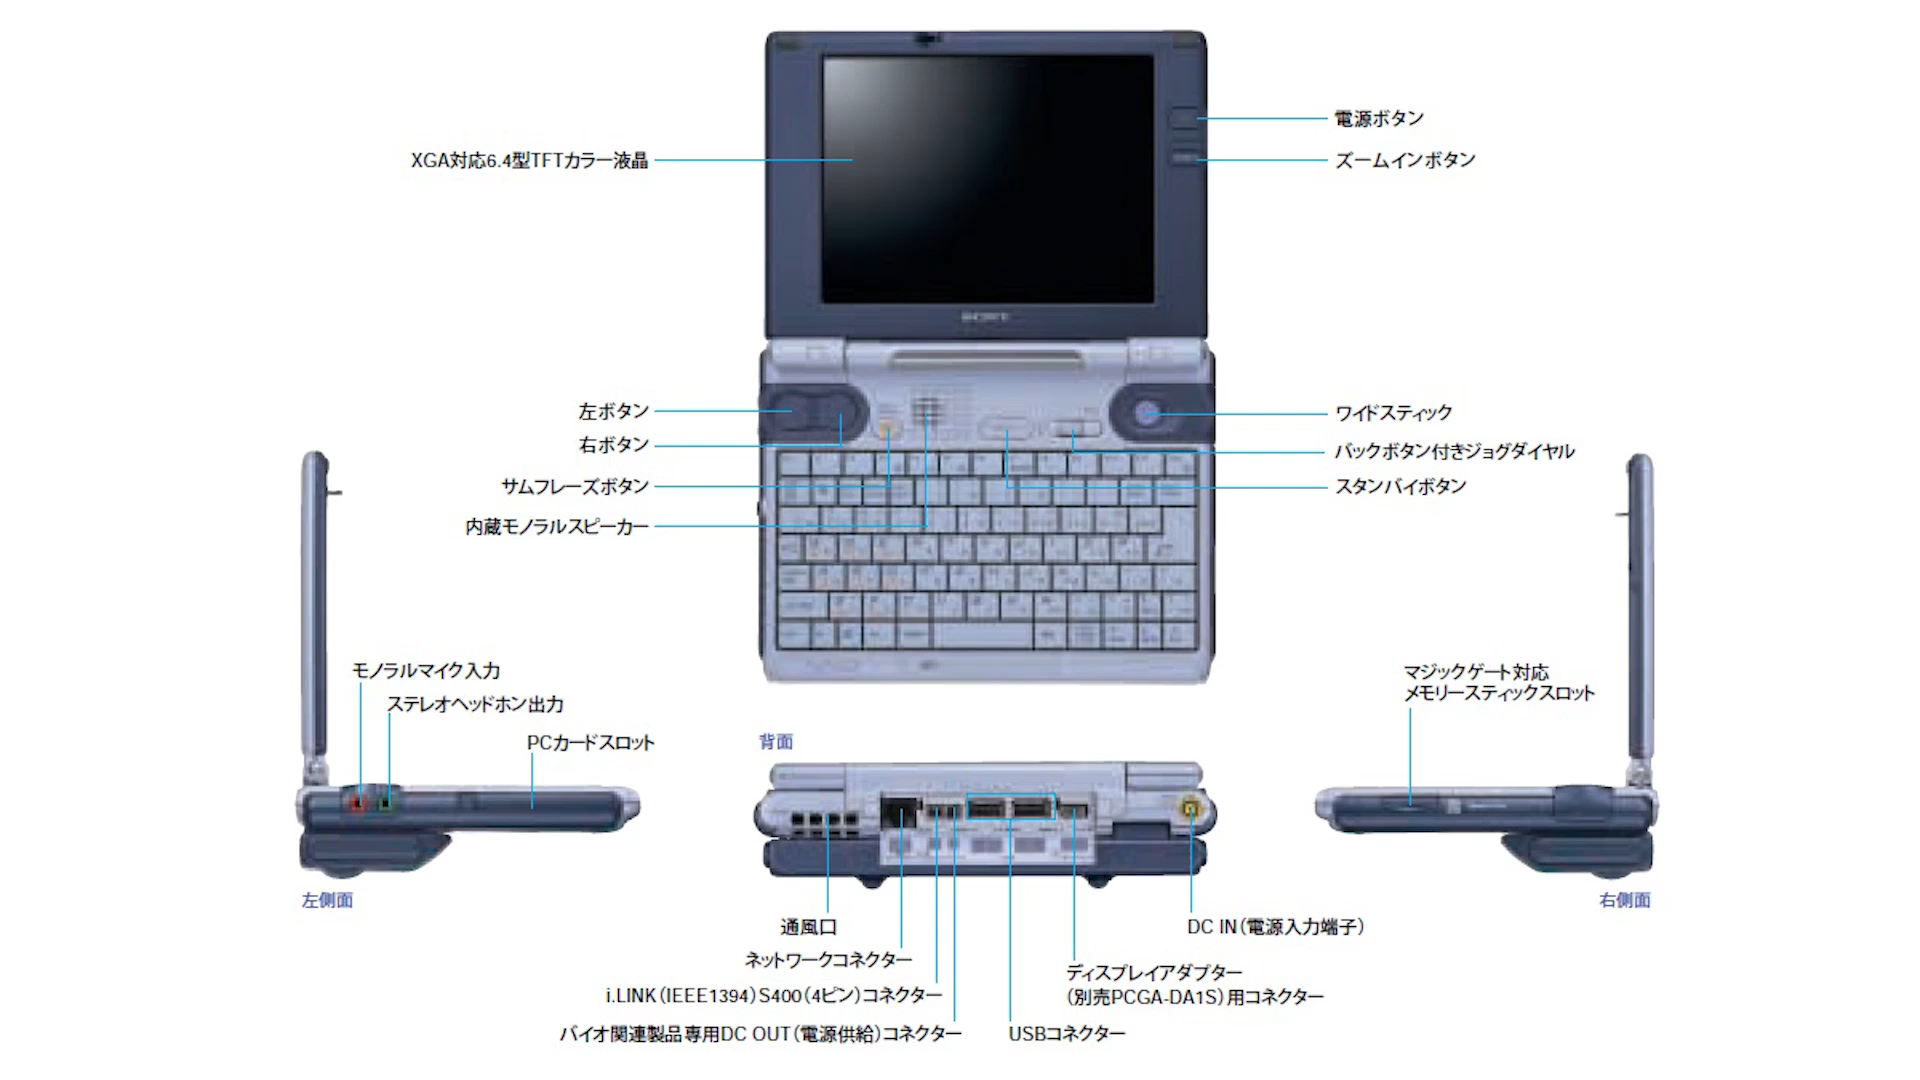 電源ボタン
XGA対応6.4型TFTカラー液晶
ズームインボタン
SONY
左ボタン
ワイドスティック
右ボタン
バックボタン付きジョグダイヤル
サムフレーズボタン
スタンバイボタン
内蔵モノラルスピーカー
モノラルマイク入力
ステレオヘッドホン出力
PCカードスロット
マジックゲート対応
メモリースティックスロット
背面
左側面
右側面
通風口
DC IN（電源入力端子）
ネットワークコネクター
ディスプレイアダプター
（別売PCGA-DA1S）用コネクター
i.LINK（IEEE1394）S400（4ピン）コネクター
バイオ関連製品専用DC OUT（電源供給）コネクター
USBコネクター